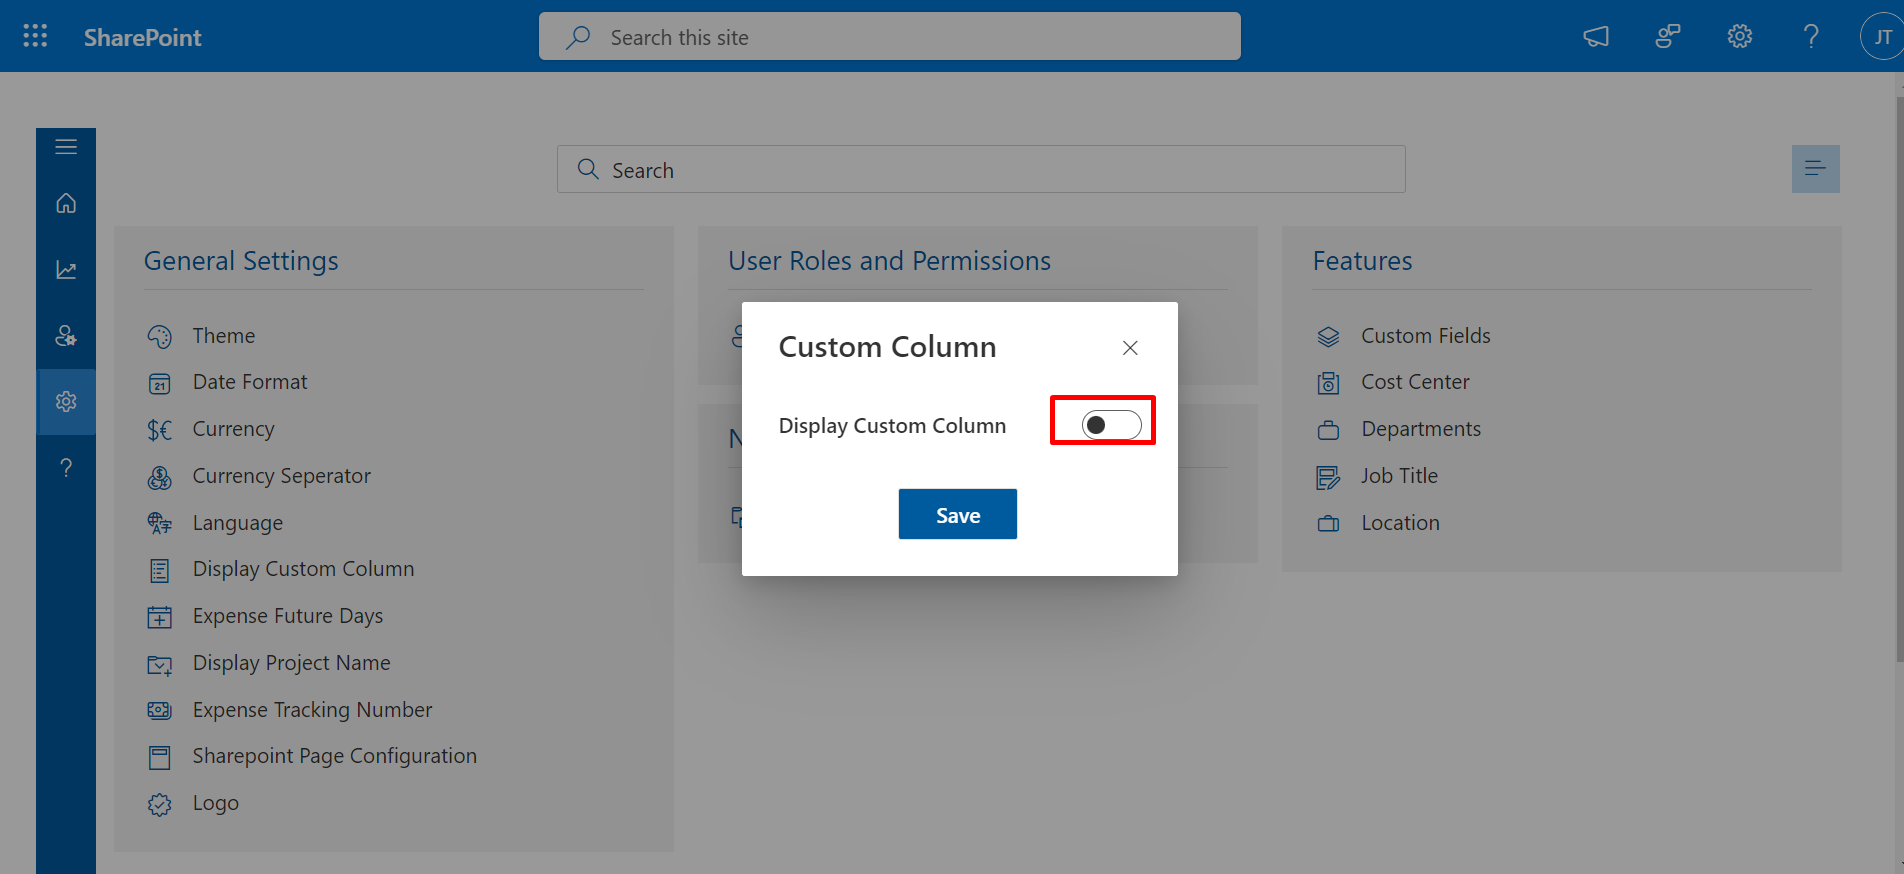 SharePoint
Search this site
JT
Search
General Settings
Theme
21
Date Format
$€
Currency
Currency Seperator
Language
Display Custom Column
Expense Future Days
Display Project Name
Expense Tracking Number
Sharepoint Page Configuration
Logo
User Roles and Permissions
N
Custom Column
Display Custom Column
Save
Features
Custom Fields
Cost Center
Departments
Job Title
Location